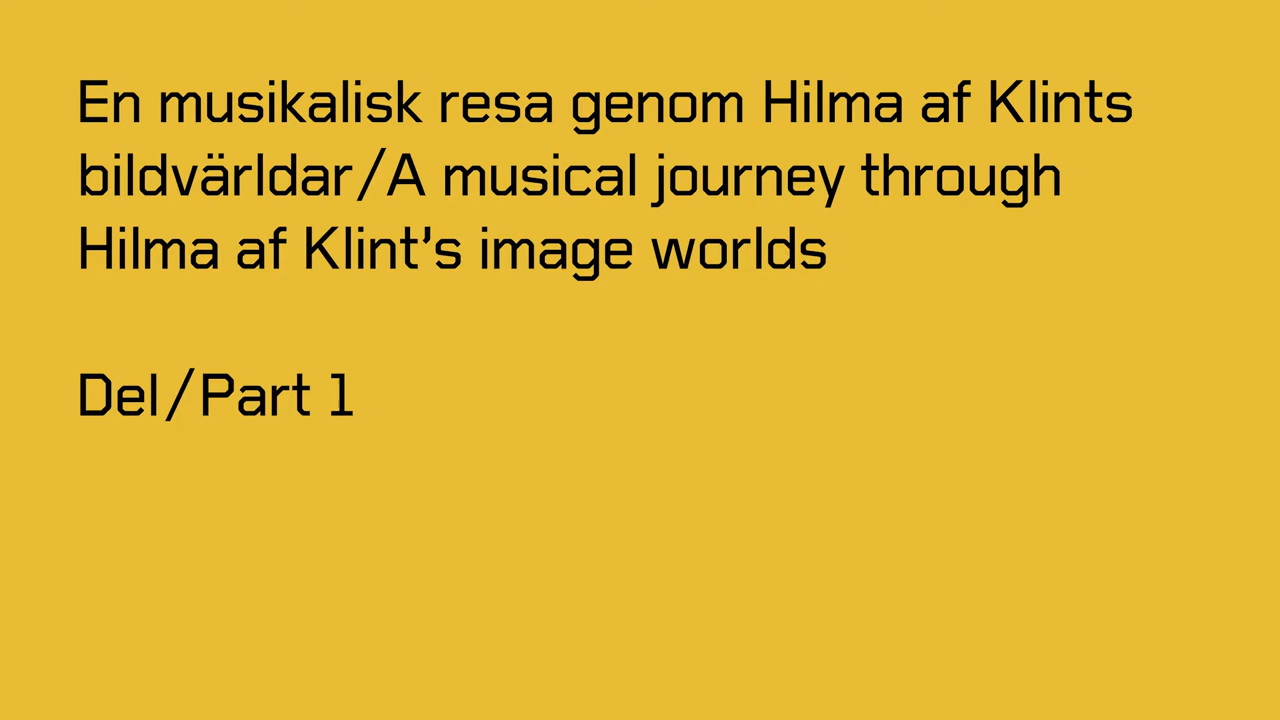 En musikalisk resa genom Hilma af Klints
bildvärldar/A musical journey through
Hilma af Klint’s image worlds
Del/Part 1